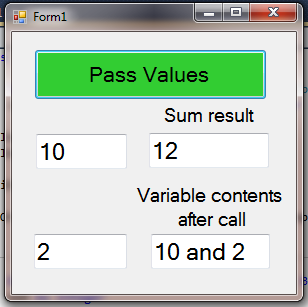 Form1
Pass Values
Sum result
10
12
Variable contents
after call
2
10 and 2